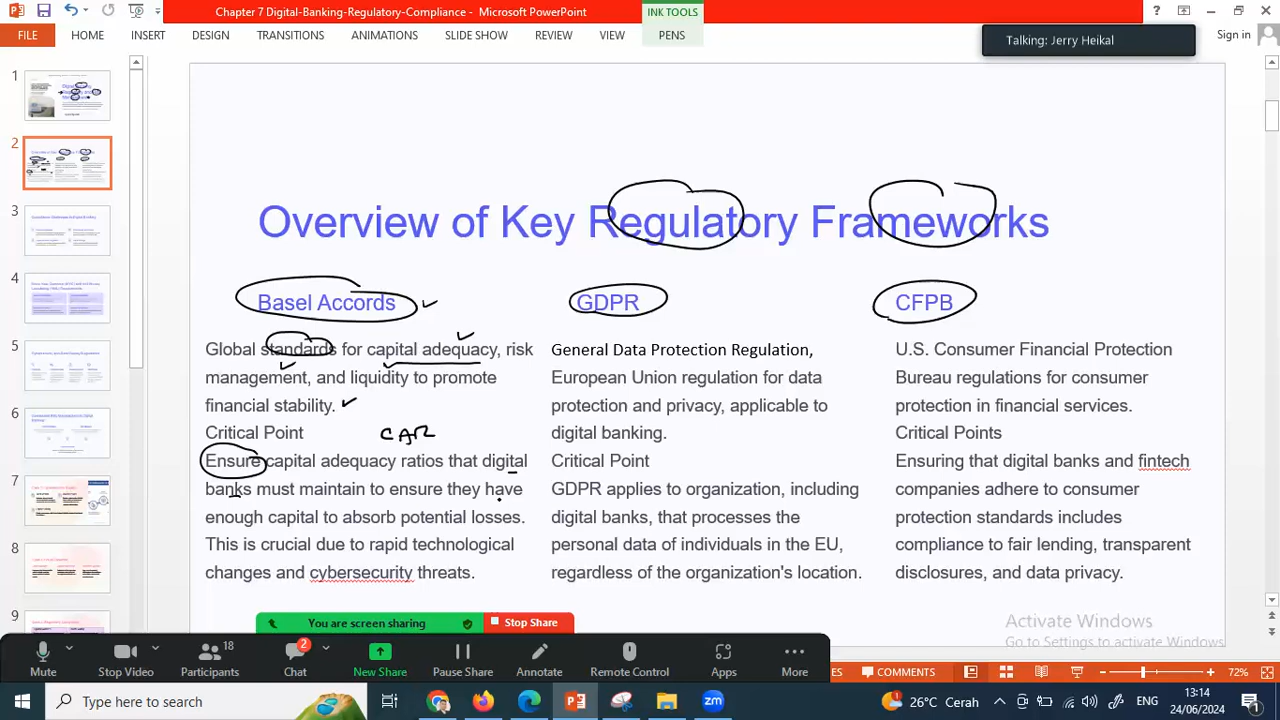 Chapter 7 Digital-Banking-Regulatory-Compliance - Microsoft PowerPoint
INK TOOLS
FILE HOME INSERT DESIGN TRANSITIONS ANIMATIONS SLIDE SHOW REVIEW VIEW PENS
Sign in
Talking: Jerry Heikal
1
2
3
4
5
6
7
8
9
Overview of Key Regulatory Frameworks
Basel Accords
Global standards for capital adequacy, risk
management, and liquidity to promote
financial stability.
Critical Point
CAR
Ensure capital adequacy ratios that digital
banks must maintain to ensure they have
enough capital to absorb potential losses.
This is crucial due to rapid technological
changes and cybersecurity threats.
GDPR
General Data Protection Regulation,
European Union regulation for data
protection and privacy, applicable to
digital banking.
Critical Point
GDPR applies to organization, including
digital banks, that processes the
personal data of individuals in the EU,
regardless of the organization's location.
CFPB
U.S. Consumer Financial Protection
Bureau regulations for consumer
protection in financial services.
Critical Points
Ensuring that digital banks and fintech
companies adhere to consumer
protection standards includes
compliance to fair lending, transparent
disclosures, and data privacy.
Activate Windows
Go to Settings to activate Windows.
You are screen sharing
Stop Share
18
2
Mute Stop Video Participants Chat New Share Pause Share Annotate Remote Control Apps More
ES COMMENTS 72%
Type here to search
26°C Cerah
ENG
13:14
24/06/2024